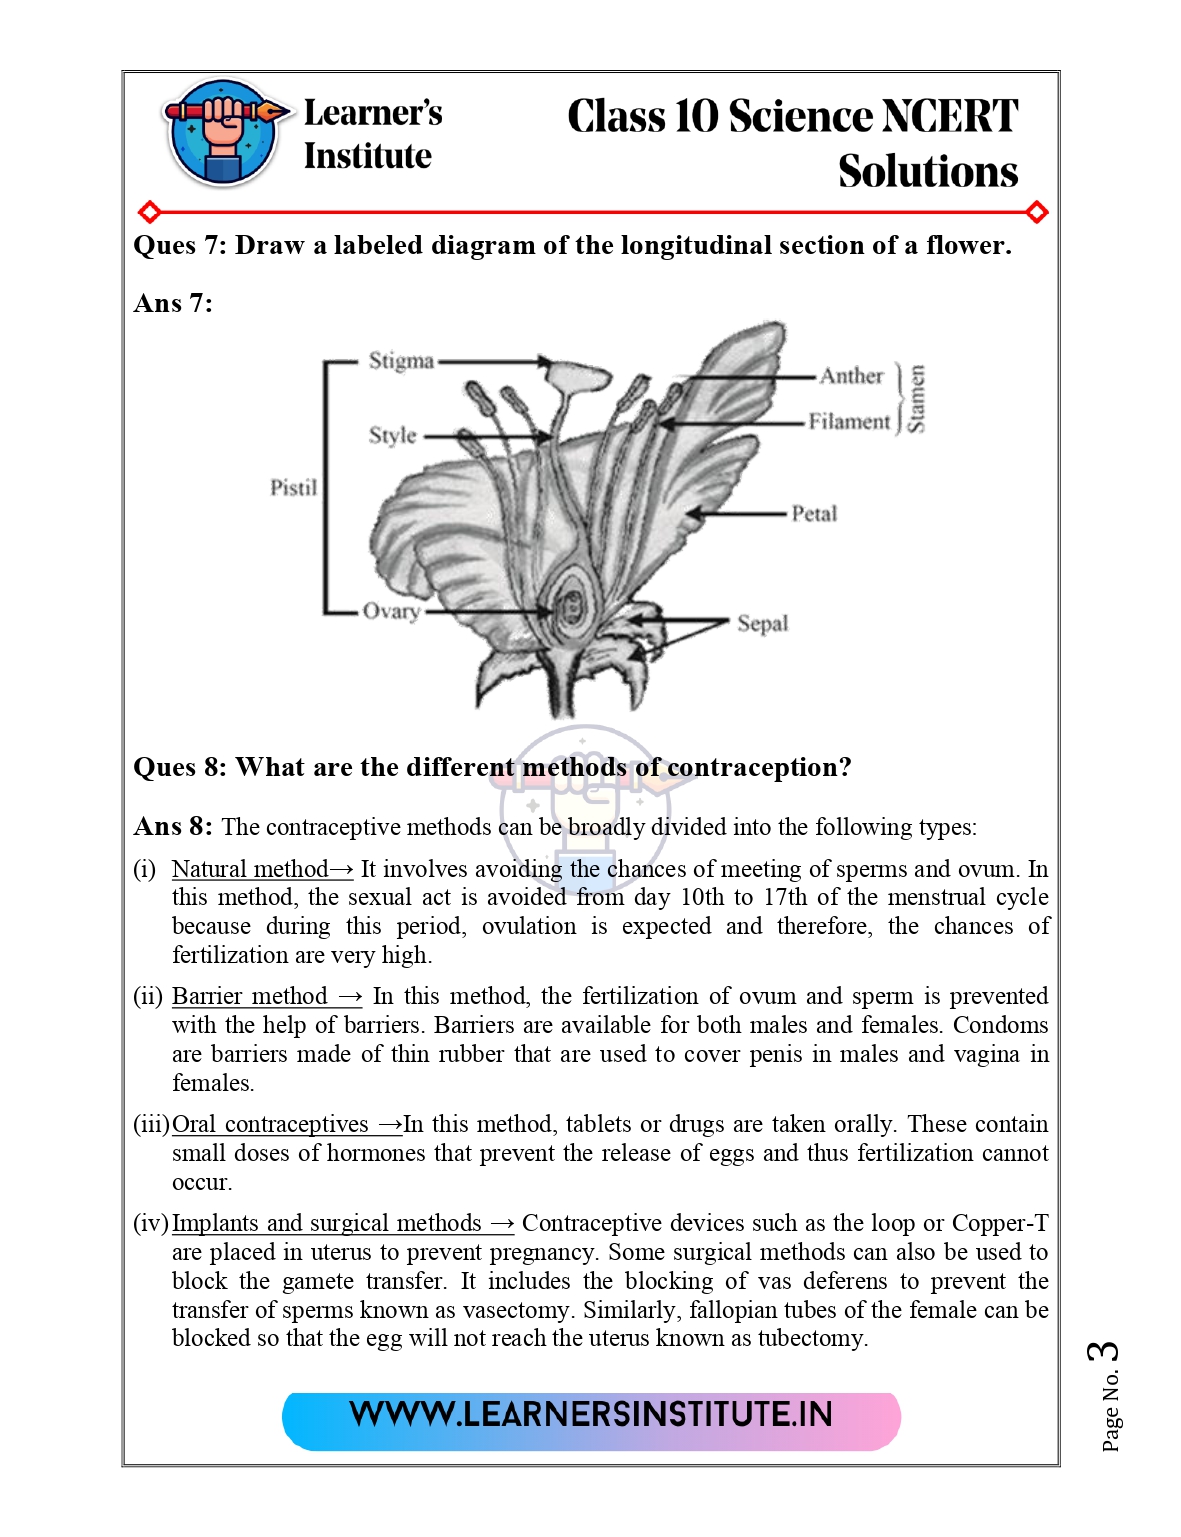 Learner's
Institute
Class 10 Science NCERT
Solutions
Ques 7: Draw a labeled diagram of the longitudinal section of a flower.
Ans 7:
Stigma
Anther
Stamen
Filament
Style
Pistil
Petal
Ovary
Sepal
Ques 8: What are the different methods of contraception?
Ans 8: The contraceptive methods can be broadly divided into the following types:
(i) Natural method→ It involves avoiding the chances of meeting of sperms and ovum. In
this method, the sexual act is avoided from day 10th to 17th of the menstrual cycle
because during this period, ovulation is expected and therefore, the chances of
fertilization are very high.
(ii) Barrier method → In this method, the fertilization of ovum and sperm is prevented
with the help of barriers. Barriers are available for both males and females. Condoms
are barriers made of thin rubber that are used to cover penis in males and vagina in
females.
(iii) Oral contraceptives →In this method, tablets or drugs are taken orally. These contain
small doses of hormones that prevent the release of eggs and thus fertilization cannot
occur.
(iv) Implants and surgical methods → Contraceptive devices such as the loop or Copper-T
are placed in uterus to prevent pregnancy. Some surgical methods can also be used to
block the gamete transfer. It includes the blocking of vas deferens to prevent the
transfer of sperms known as vasectomy. Similarly, fallopian tubes of the female can be
blocked so that the egg will not reach the uterus known as tubectomy.
WWW.LEARNERSINSTITUTE.IN
Page No. 3